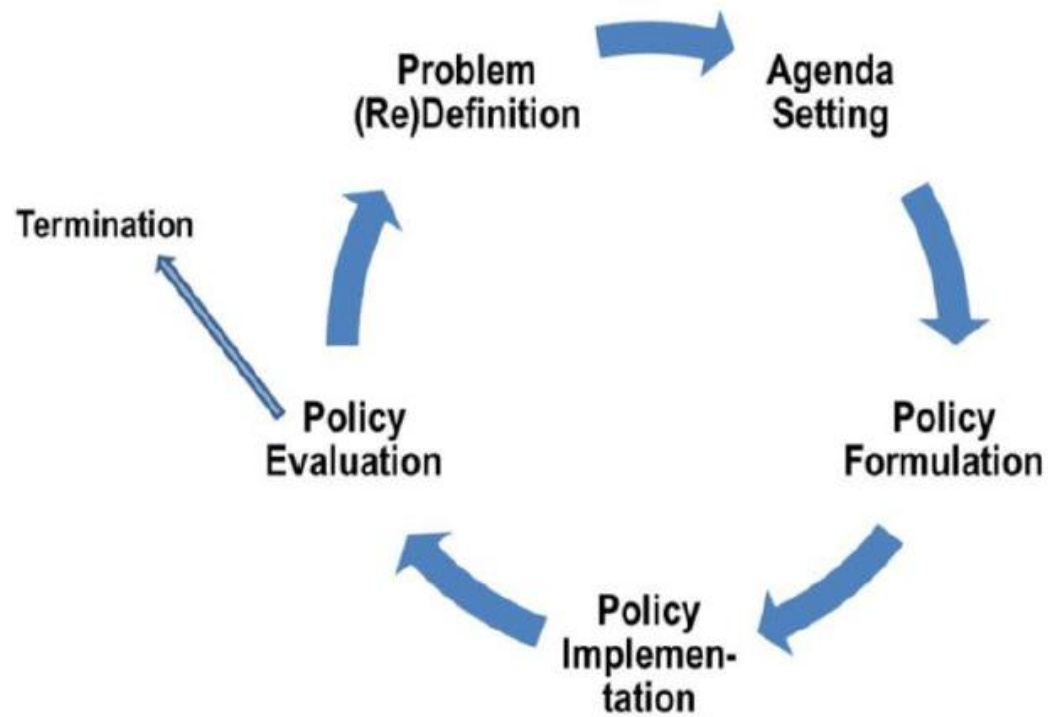 Problem
(Re)Definition
Agenda
Setting
Policy
Formulation
Policy
Implemen-
tation
Policy
Evaluation
Termination